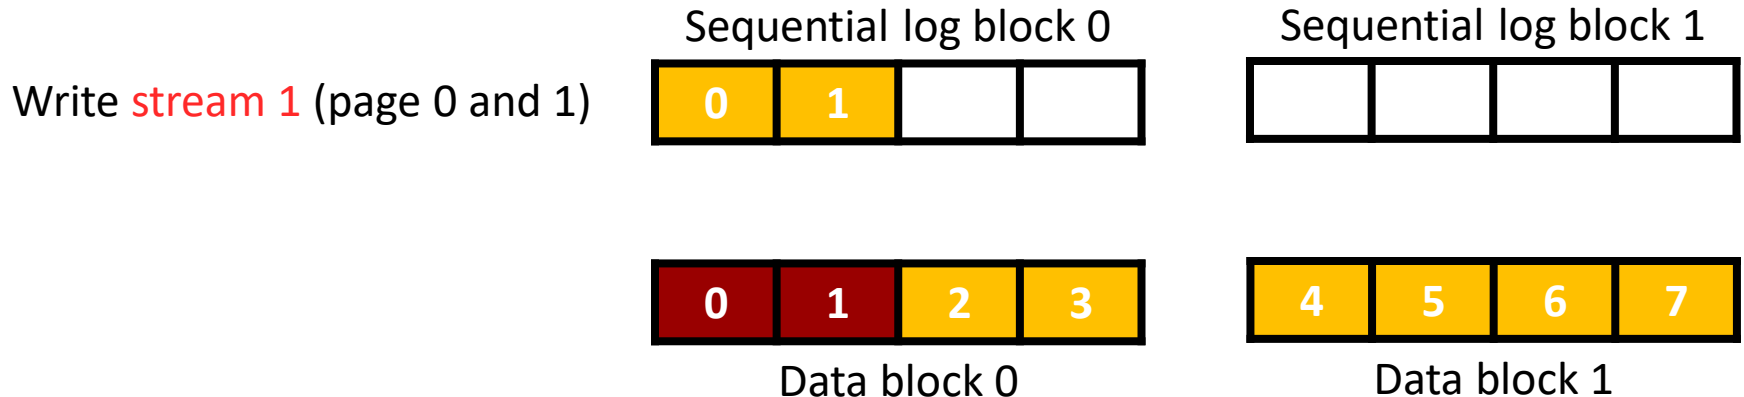 Sequential log block 0
Sequential log block 1
Write stream 1 (page 0 and 1)
0 1
0 1 2 3
4 5 6 7
Data block 0
Data block 1